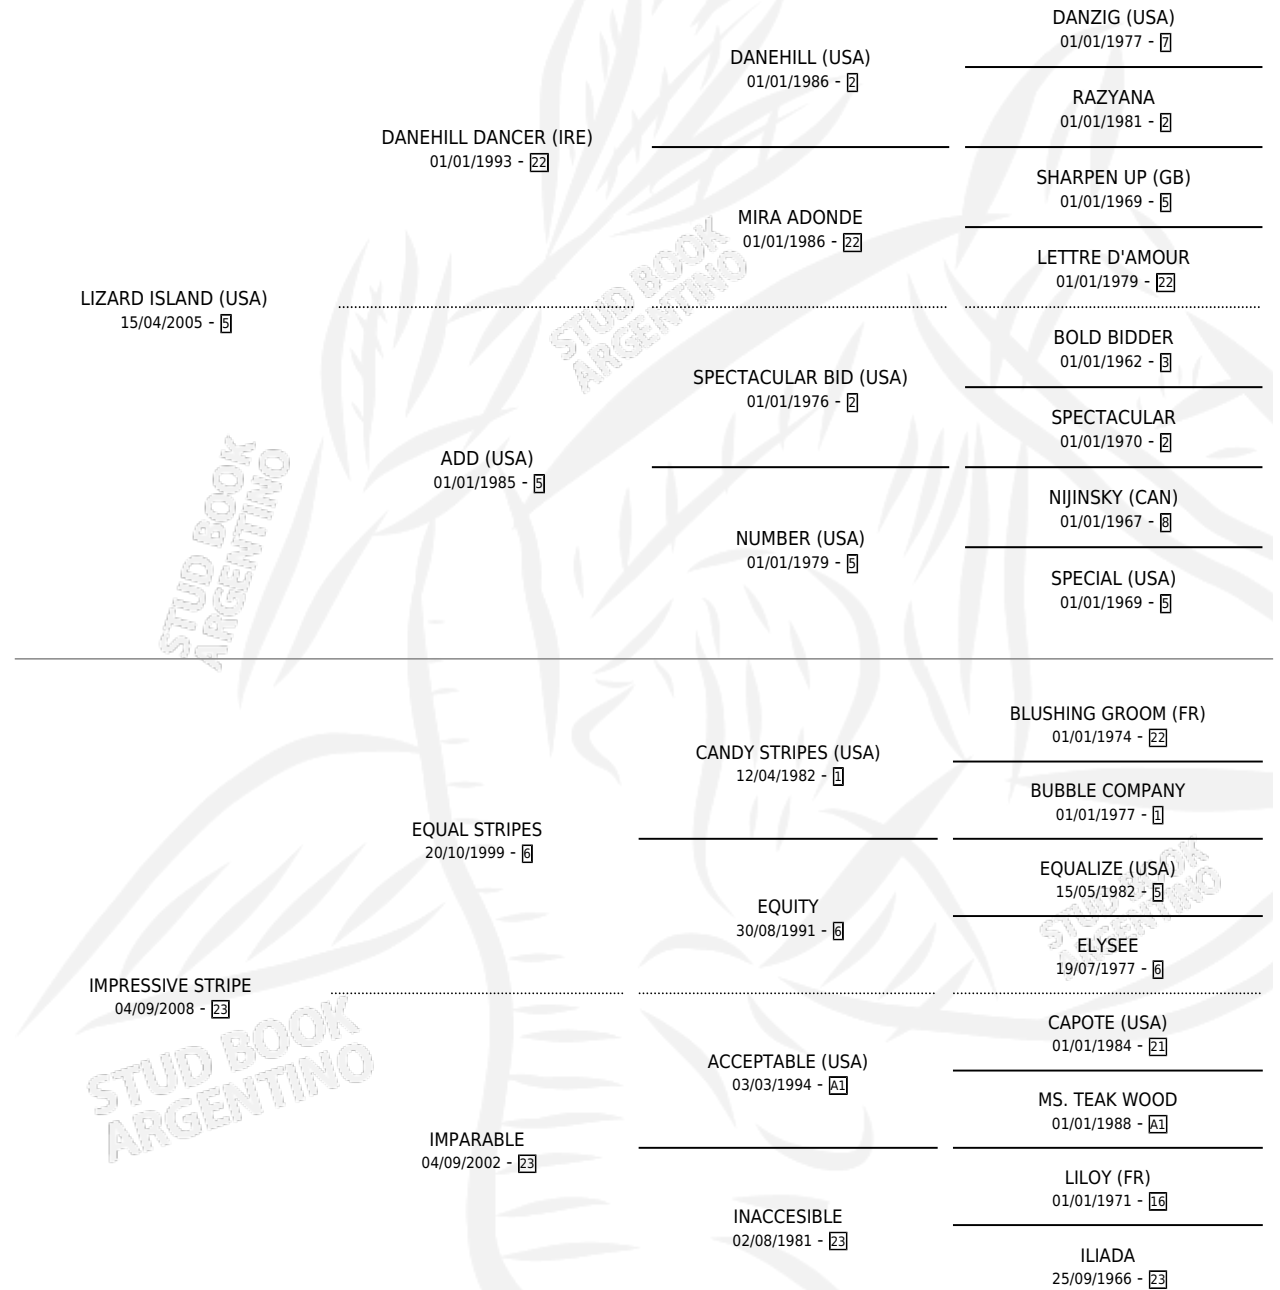 DANZIG (USA)
01/01/1977 - 7
DANEHILL (USA)
01/01/1986 - 2
RAZYANA
01/01/1981 - 2
DANEHILL DANCER (IRE)
01/01/1993 - 22
SHARPEN UP (GB)
01/01/1969 - 5
MIRA ADONDE
01/01/1986 - 22
LETTRE D'AMOUR
01/01/1979 - 22
LIZARD ISLAND (USA)
15/04/2005 - 5
STUD BOOK
ARGENTINO
BOLD BIDDER
01/01/1962 - 3
SPECTACULAR BID (USA)
01/01/1976 - 2
SPECTACULAR
01/01/1970 - 2
ADD (USA)
01/01/1985 - 5
STUD BOOK
ARGENTINO
NIJINSKY (CAN)
01/01/1967 - 8
NUMBER (USA)
01/01/1979 - 5
SPECIAL (USA)
01/01/1969 - 5
BLUSHING GROOM (FR)
01/01/1974 - 22
CANDY STRIPES (USA)
12/04/1982 - 1
BUBBLE COMPANY
01/01/1977 - 1
EQUAL STRIPES
20/10/1999 - 6
EQUALIZE (USA)
15/05/1982 - 5
STUD BOOK
ARGENTINO
EQUITY
30/08/1991 - 6
ELYSEE
19/07/1977 - 6
IMPRESSIVE STRIPE
04/09/2008 - 23
STUD BOOK
ARGENTINO
CAPOTE (USA)
01/01/1984 - 21
ACCEPTABLE (USA)
03/03/1994 - A1
MS. TEAK WOOD
01/01/1988 - A1
IMPARABLE
04/09/2002 - 23
LILOY (FR)
01/01/1971 - 16
INACCESIBLE
02/08/1981 - 23
ILIADA
25/09/1966 - 23